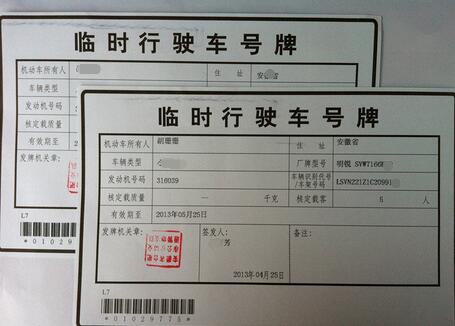 临时行驶车号牌
机动车所有人 住 址 安徽省
车辆类型
发动机号码
核定载质量
有效期至
发牌机关章:
L7
*01029
临时行驶车号牌
机动车所有人 胡珊珊 住 址 安徽省
车辆类型 厂牌型号 明锐 SVW7166
发动机号码 316039 车辆识别代号/车架号码 LSVN221Z1C20991
核定载质量 — 千克 核定载客 5 人
有效期至 2013年05月25日
发牌机关章: 签发人: 备注:
芳
2013年04月25日
L7
*01029775*